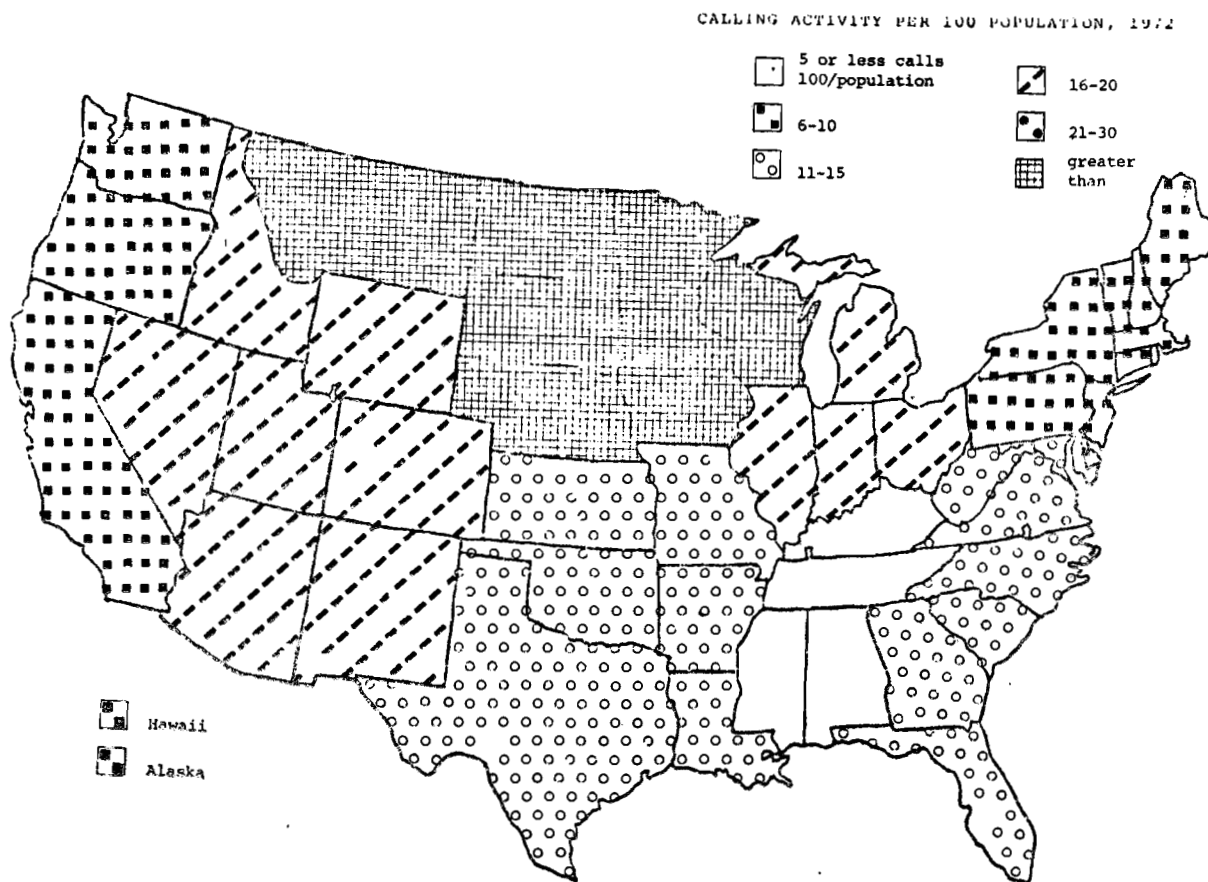 CALLING ACTIVITY PER 100 POPULATION, 1972
5 or less calls
100/population
6-10
11-15
16-20
21-30
greater
than
Hawaii
Alaska